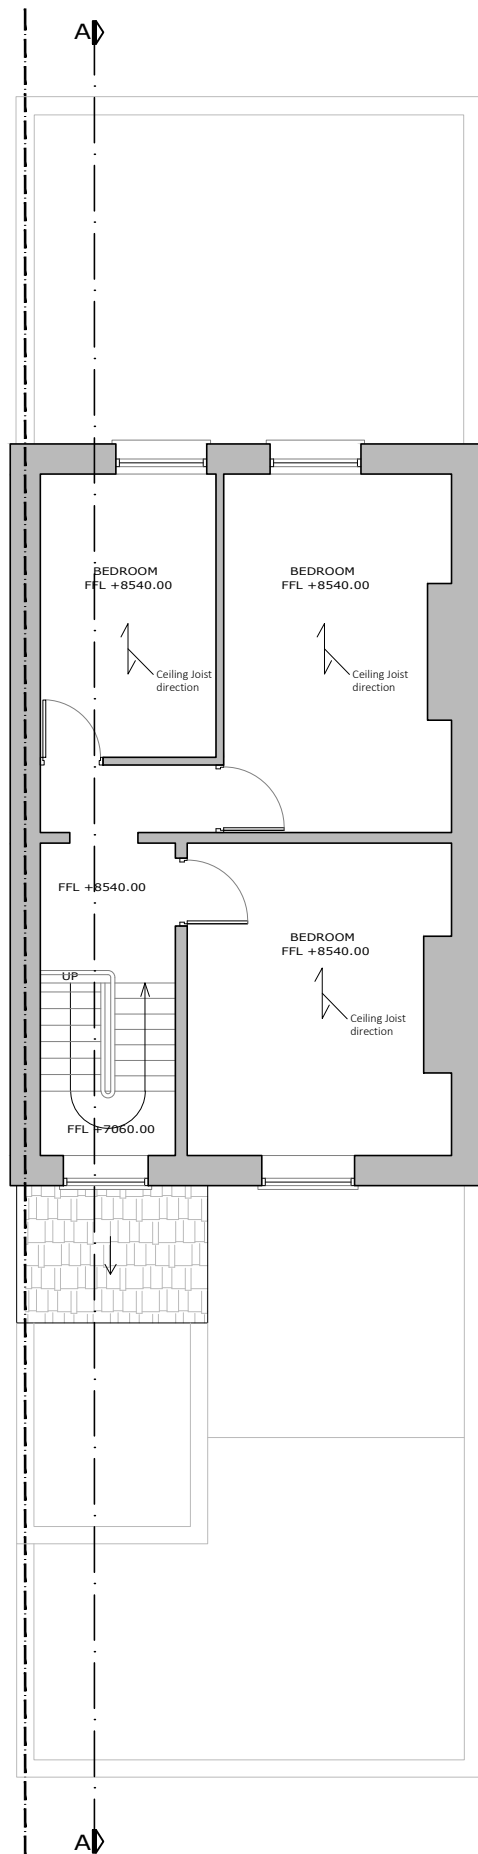 A
BEDROOM
FFL +8540.00
Ceiling Joist
direction
BEDROOM
FFL +8540.00
Ceiling Joist
direction
FFL +8540.00
BEDROOM
FFL +8540.00
Ceiling Joist
direction
UP
FFL +7060.00
A